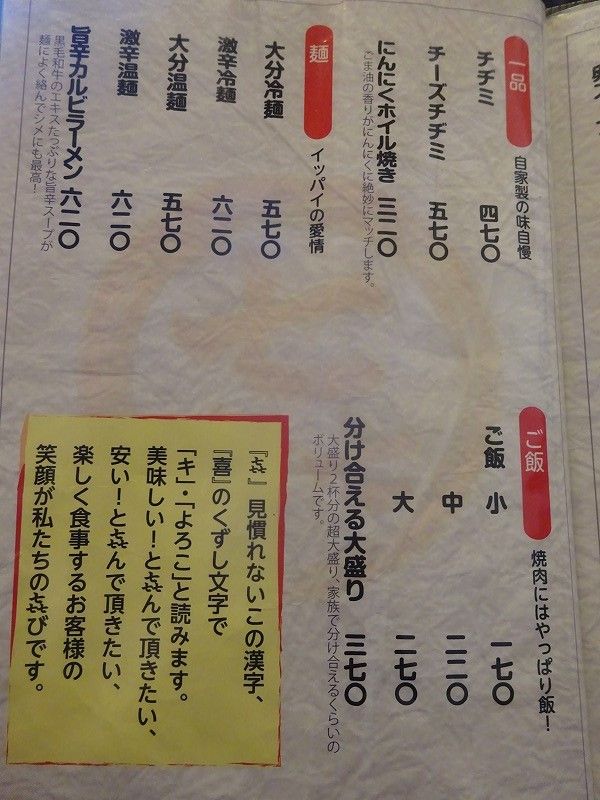 一品
自家製の味自慢
チヂミ 四七〇
チーズチヂミ 五七〇
にんにくホイル焼き 三二〇
ごま油の香りがにんにくに絶妙にマッチします。
麺
イッパイの愛情
大分冷麺 五七〇
激辛冷麺 六二〇
大分温麺 五七〇
激辛温麺 六二〇
旨辛カルビラーメン 六二〇
黒毛和牛のエキスたっぷりな旨辛スープが
麺によく絡んでシメにも最高!
ご飯
焼肉にはやっぱり飯!
ご飯 小 一七〇
中 二二〇
大 二七〇
分け合える大盛り 三七〇
大盛り2杯分の超大盛り、家族で分け合えるくらいの
ボリュームです。
『㐂』見慣れないこの漢字、
『喜』のくずし文字で
「キ」・「よろこ」と読みます。
美味しい!と㐂んで頂きたい、
安い!と㐂んで頂きたい、
楽しく食事するお客様の
笑顔が私たちの㐂びです。